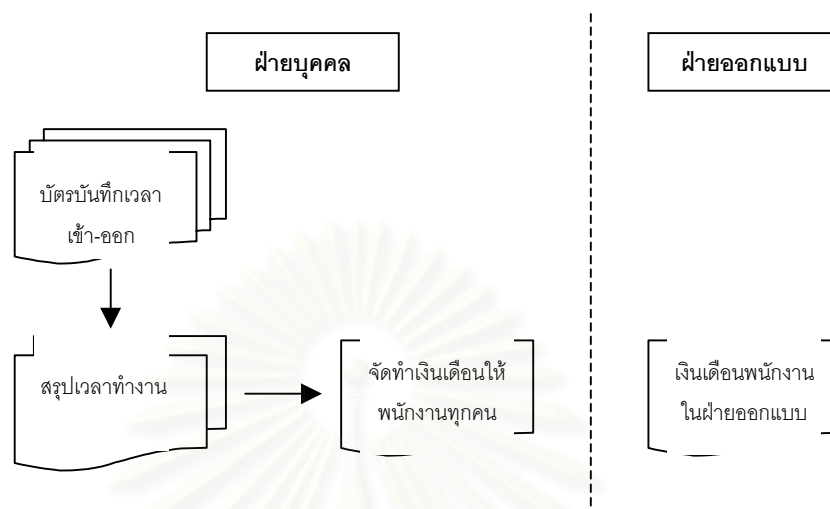 ฝ่ายบุคคล
ฝ่ายออกแบบ
บัตรบันทึกเวลา
เข้า-ออก
สรุปเวลาทำงาน
จัดทำเงินเดือนให้
พนักงานทุกคน
เงินเดือนพนักงาน
ในฝ่ายออกแบบ